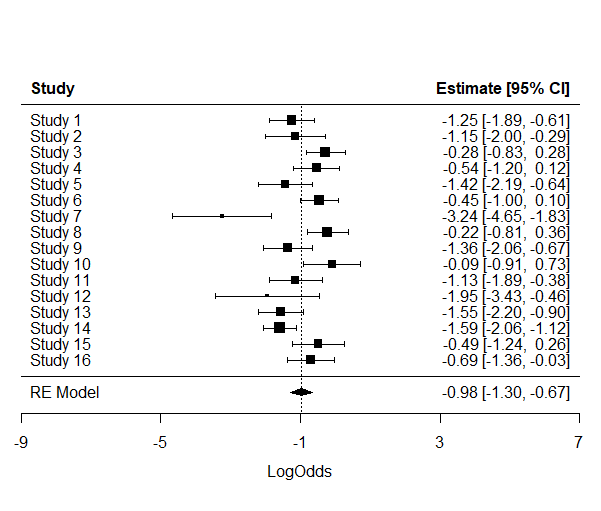 Study Estimate [95% CI]
Study 1 -1.25 [-1.89, -0.61]
Study 2 -1.15 [-2.00, -0.29]
Study 3 -0.28 [-0.83, 0.28]
Study 4 -0.54 [-1.20, 0.12]
Study 5 -1.42 [-2.19, -0.64]
Study 6 -0.45 [-1.00, 0.10]
Study 7 -3.24 [-4.65, -1.83]
Study 8 -0.22 [-0.81, 0.36]
Study 9 -1.36 [-2.06, -0.67]
Study 10 -0.09 [-0.91, 0.73]
Study 11 -1.13 [-1.89, -0.38]
Study 12 -1.95 [-3.43, -0.46]
Study 13 -1.55 [-2.20, -0.90]
Study 14 -1.59 [-2.06, -1.12]
Study 15 -0.49 [-1.24, 0.26]
Study 16 -0.69 [-1.36, -0.03]
RE Model -0.98 [-1.30, -0.67]
-9 -5 -1 3 7
LogOdds